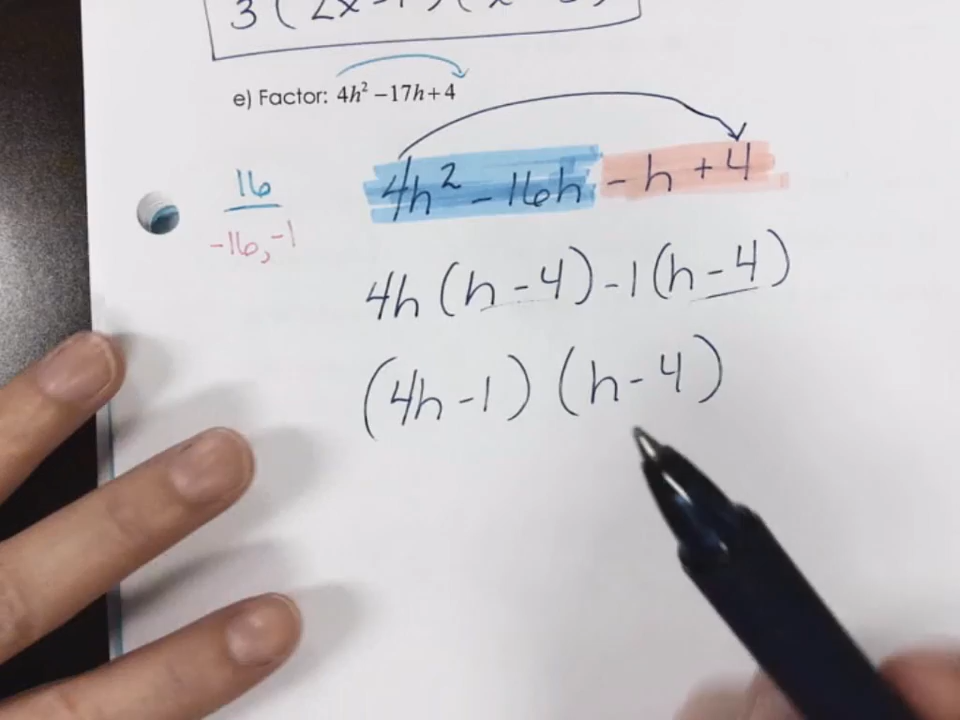 e) Factor: 4h² − 17h + 4
16
-16, -1
4h² - 16h - h + 4
4h (h - 4) - 1 (h - 4)
(4h - 1) (h - 4)